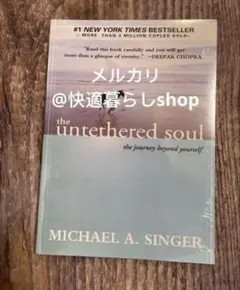 #1 NEW YORK TIMES BESTSELLER
- MORE THAN 3 MILLION COPIES SOLD -
"Read this book carefully and you will get
more than a glimpse of eternity." —DEEPAK CHOPRA
メルカリ
@快適暮らしshop
the
untethered soul
the journey beyond yourself
MICHAEL A. SINGER